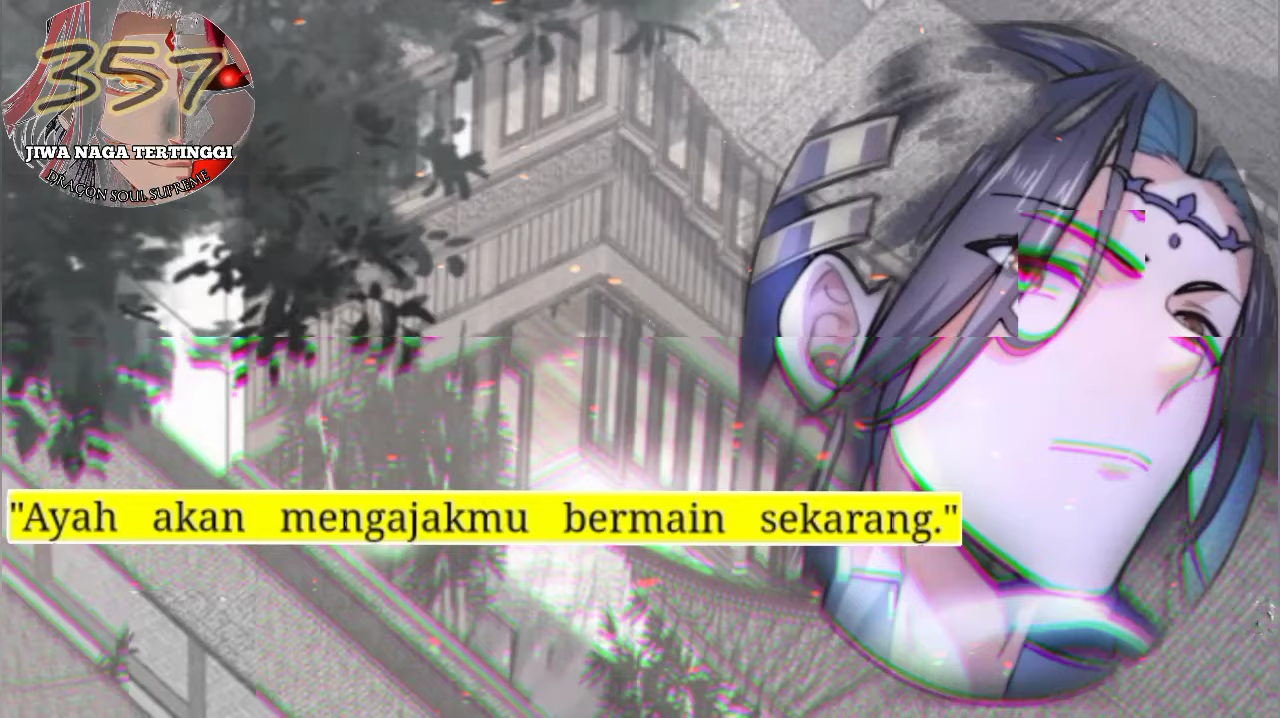 357
JIWA NAGA TERTINGGI
DRAGON SOUL SUPREME
"Ayah akan mengajakmu bermain sekarang."